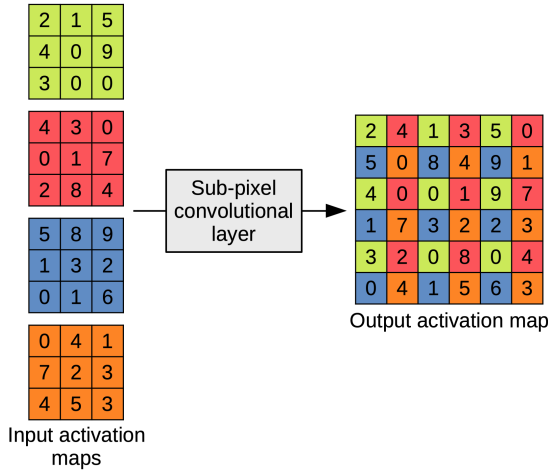 2 1 5
4 0 9
3 0 0
4 3 0
0 1 7
2 8 4
5 8 9
1 3 2
0 1 6
0 4 1
7 2 3
4 5 3
Input activation
maps
Sub-pixel
convolutional
layer
2 4 1 3 5 0
5 0 8 4 9 1
4 0 0 1 9 7
1 7 3 2 2 3
3 2 0 8 0 4
0 4 1 5 6 3
Output activation map